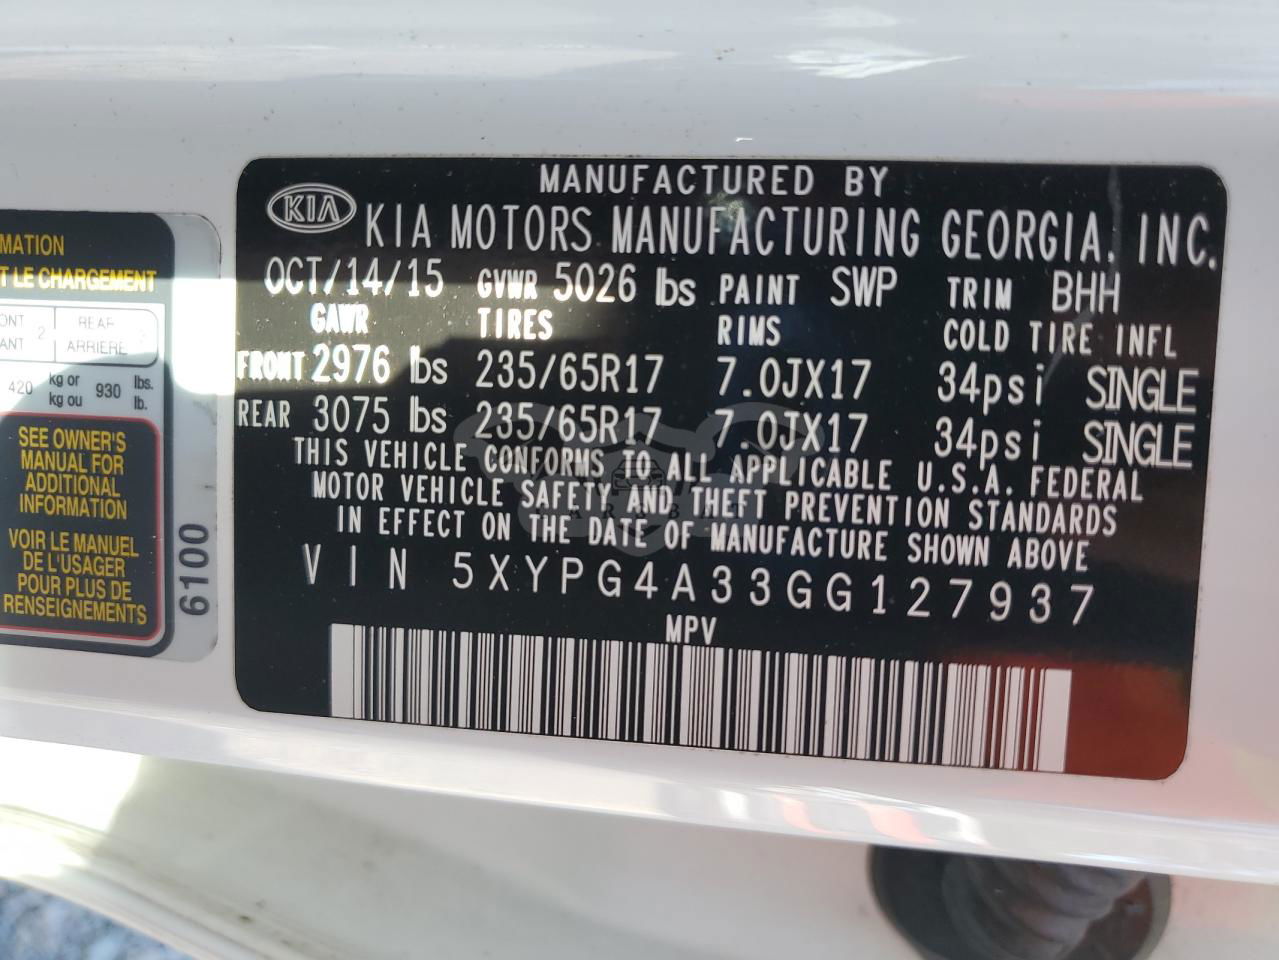 MANUFACTURED BY
KIA KIA MOTORS MANUFACTURING GEORGIA, INC.
OCT/14/15 GVWR 5026 lbs PAINT SWP TRIM BHH
GAWR TIRES RIMS COLD TIRE INFL
FRONT 2976 lbs 235/65R17 7.0JX17 34psi SINGLE
REAR 3075 lbs 235/65R17 7.0JX17 34psi SINGLE
THIS VEHICLE CONFORMS TO ALL APPLICABLE U.S.A. FEDERAL
MOTOR VEHICLE SAFETY AND THEFT PREVENTION STANDARDS
IN EFFECT ON THE DATE OF MANUFACTURE SHOWN ABOVE
VIN 5XYPG4A33GG127937
MPV
MATION
T LE CHARGEMENT
ONT 2 REAR 3
ANT ARRIERE
420 kg or 930 lbs.
kg ou lb.
SEE OWNER'S
MANUAL FOR
ADDITIONAL
INFORMATION
VOIR LE MANUEL
DE L'USAGER
POUR PLUS DE
RENSEIGNEMENTS
6100